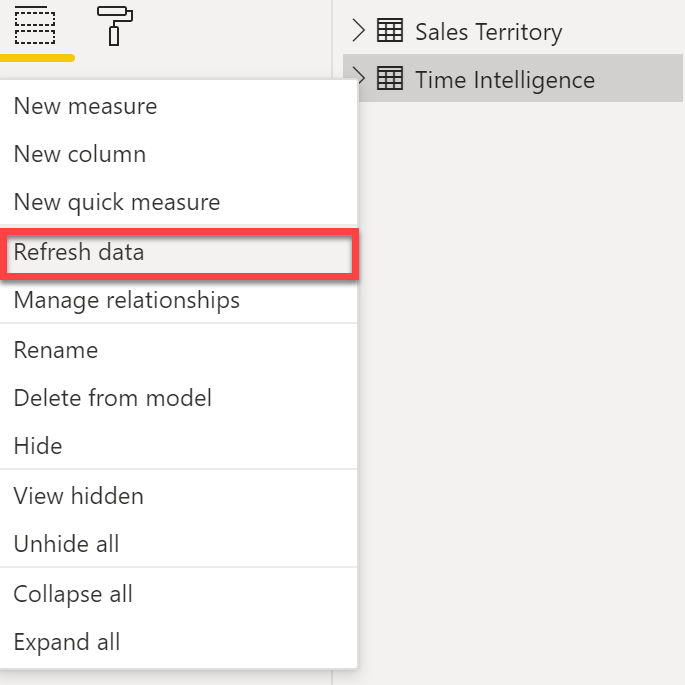 Sales Territory
Time Intelligence
New measure
New column
New quick measure
Refresh data
Manage relationships
Rename
Delete from model
Hide
View hidden
Unhide all
Collapse all
Expand all